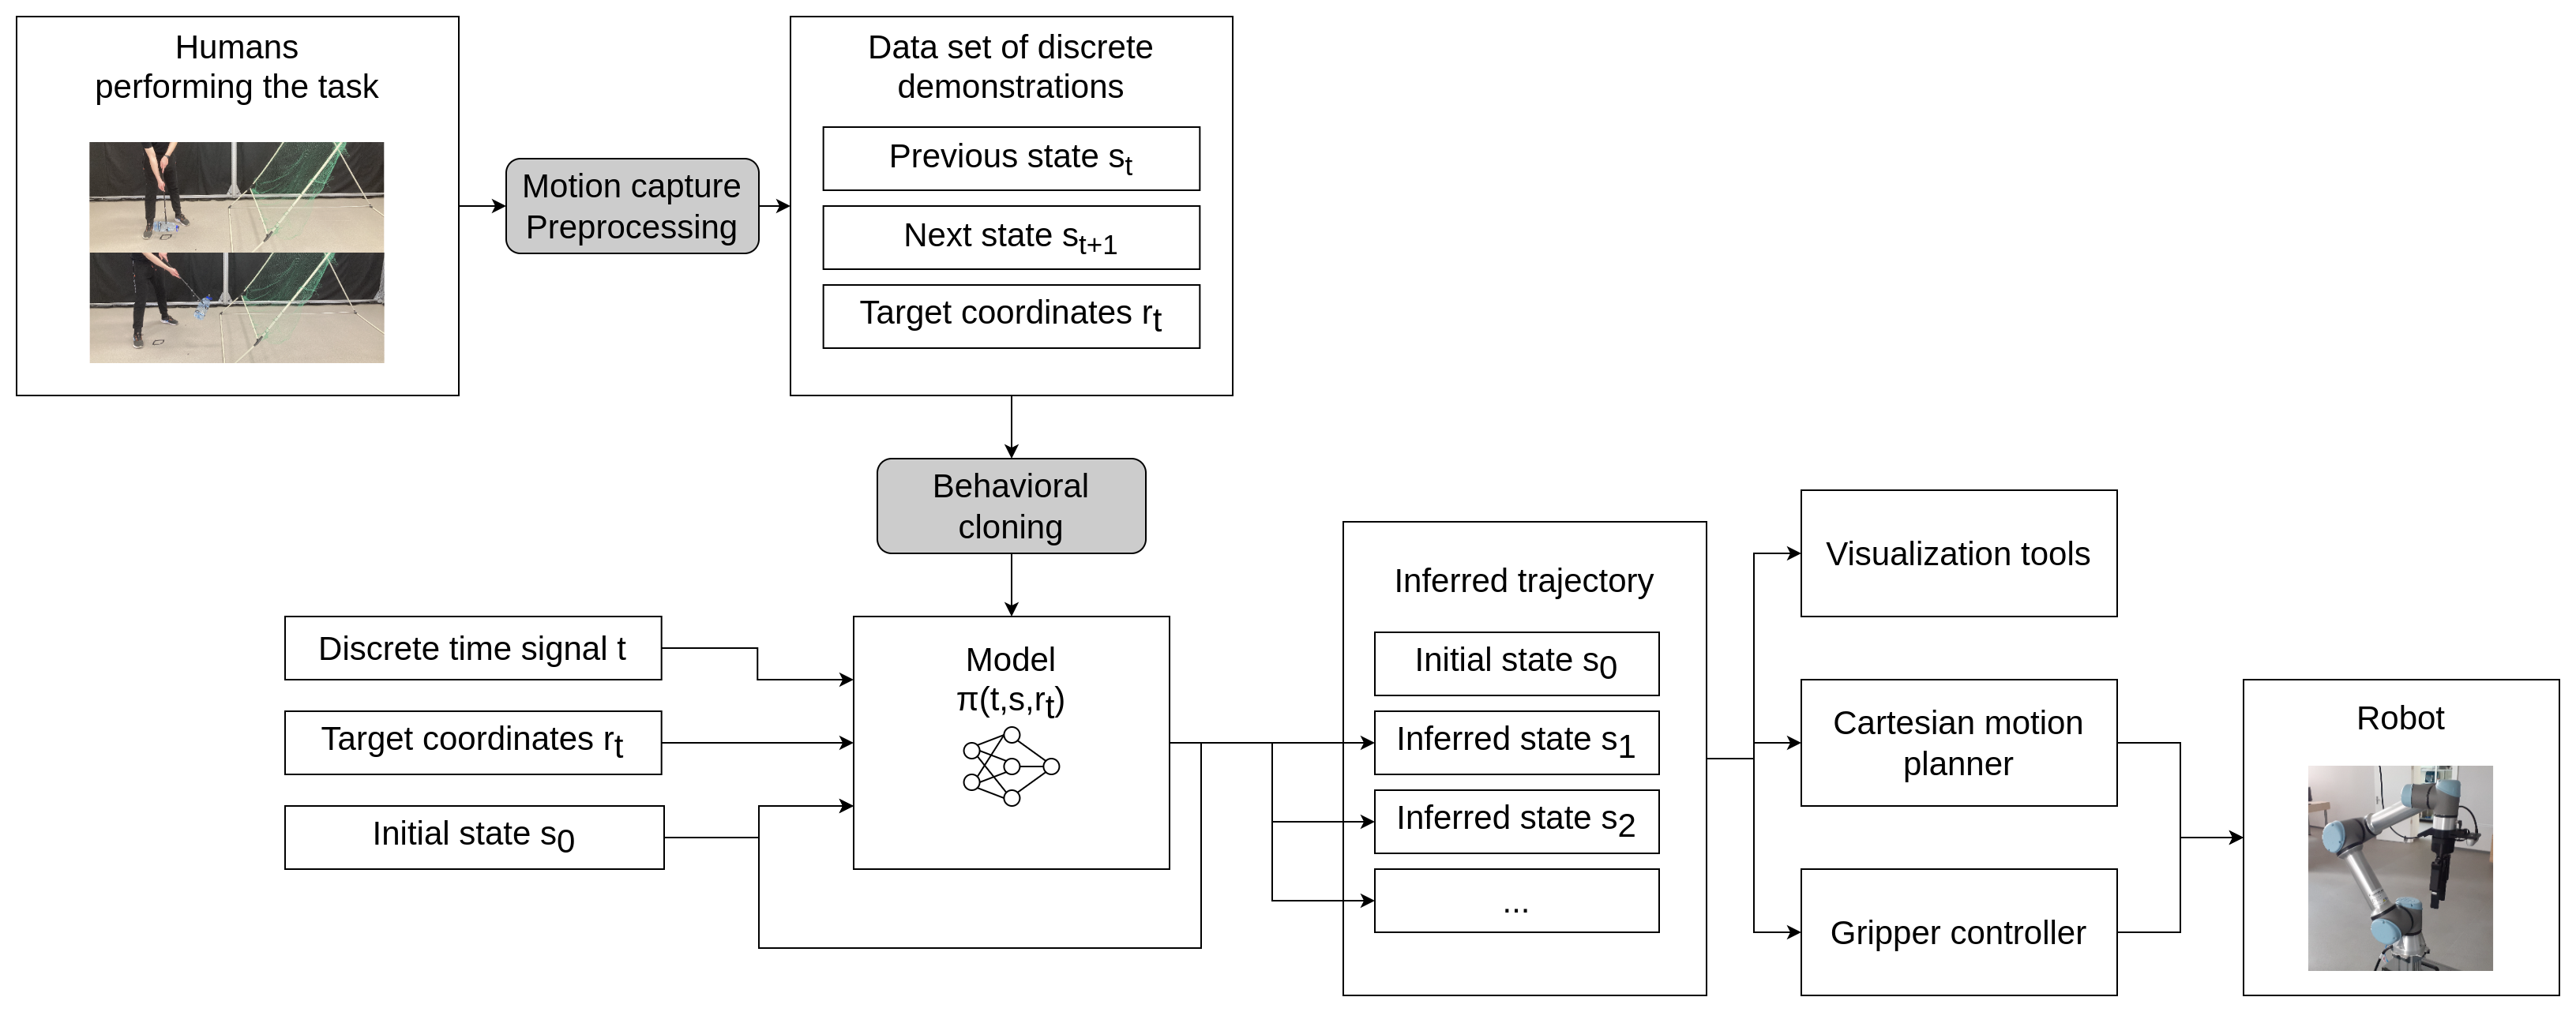 Humans
performing the task
Motion capture
Preprocessing
Data set of discrete
demonstrations
Previous state s_t
Next state s_{t+1}
Target coordinates r_t
Behavioral
cloning
Discrete time signal t
Target coordinates r_t
Initial state s_0
Model
π(t,s,r_t)
Inferred trajectory
Initial state s_0
Inferred state s_1
Inferred state s_2
...
Visualization tools
Cartesian motion
planner
Gripper controller
Robot